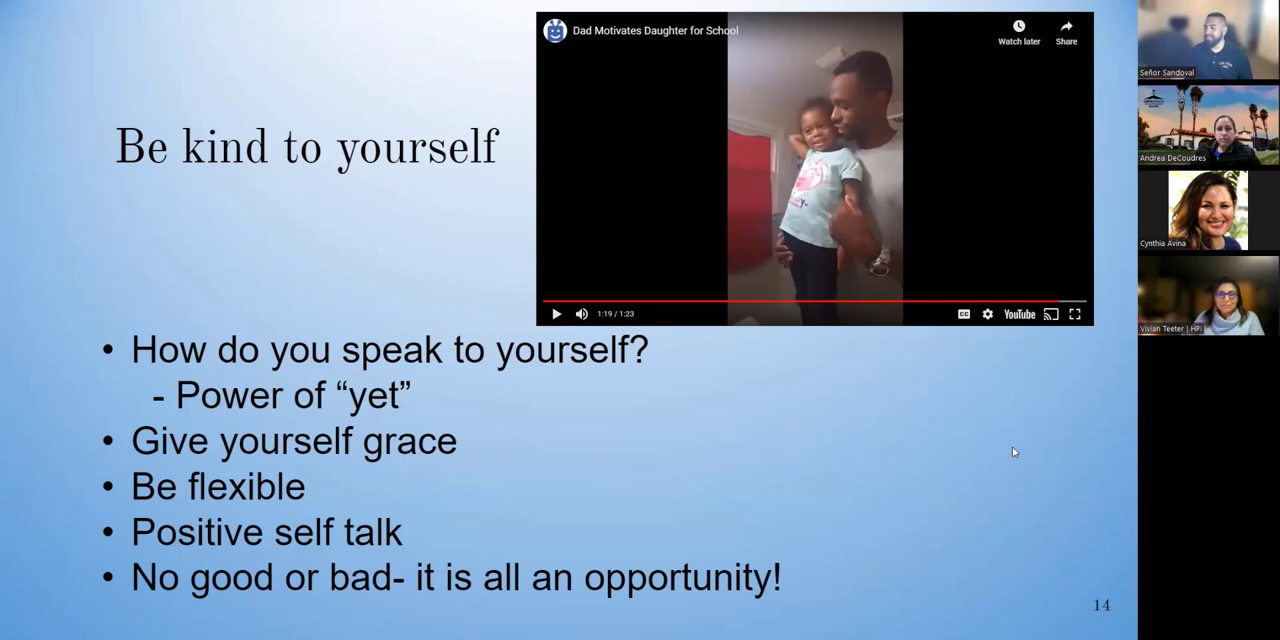 Be kind to yourself
Dad Motivates Daughter for School
Watch later
Share
1:19 / 1:23
CC
YouTube
• How do you speak to yourself?
- Power of “yet”
• Give yourself grace
• Be flexible
• Positive self talk
• No good or bad- it is all an opportunity!
14
Señor Sandoval
Andrea DeCoudres
Cynthia Avina
Vivian Teeter | HPI